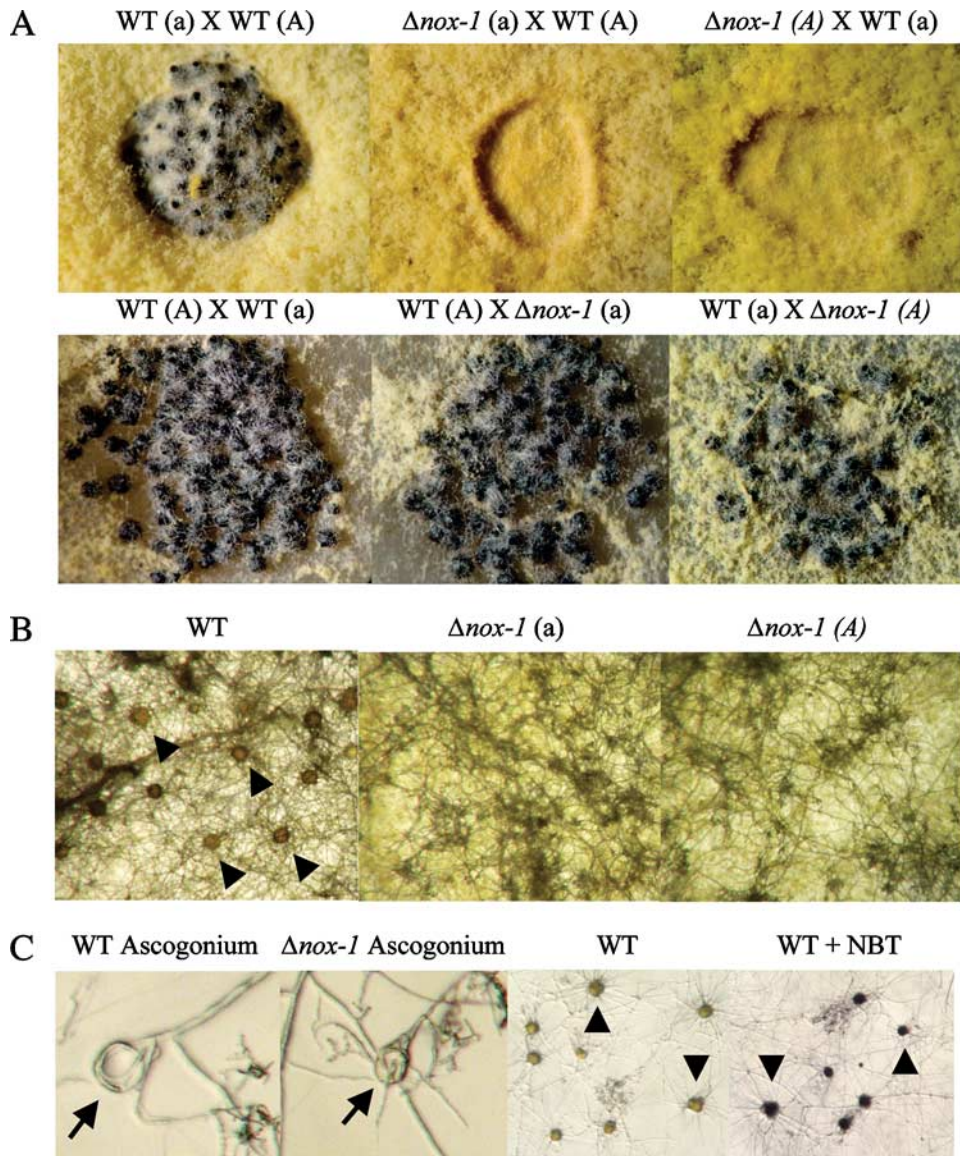 A
WT (a) X WT (A) Δnox-1 (a) X WT (A) Δnox-1 (A) X WT (a)
WT (A) X WT (a) WT (A) X Δnox-1 (a) WT (a) X Δnox-1 (A)
B
WT Δnox-1 (a) Δnox-1 (A)
C
WT Ascogonium Δnox-1 Ascogonium WT WT + NBT